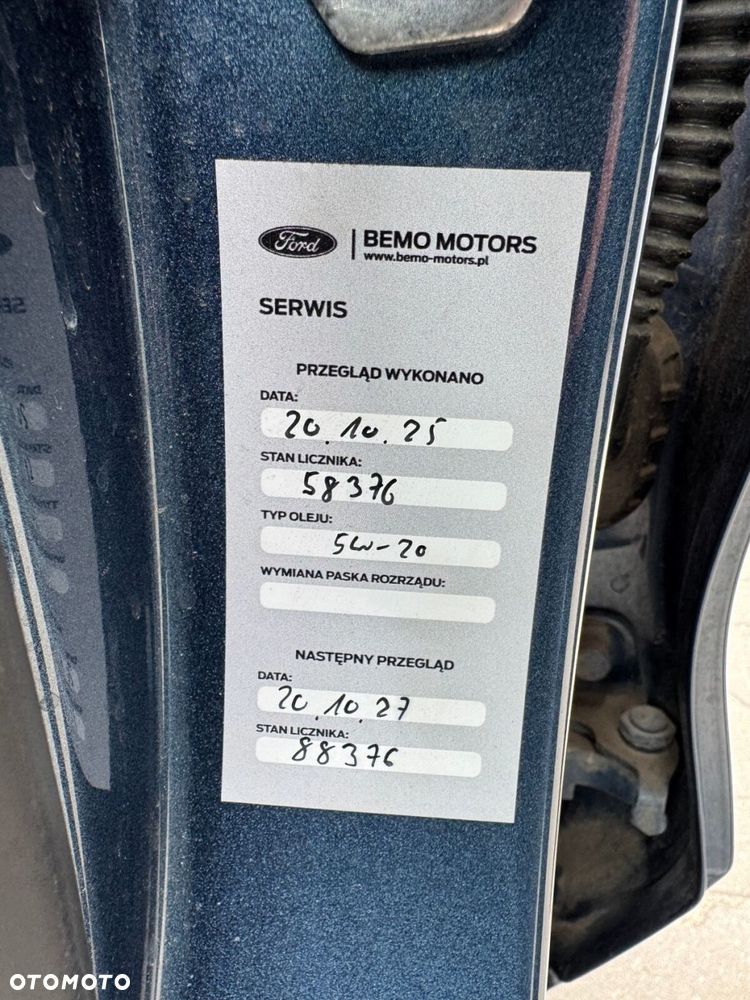 Ford
BEMO MOTORS
www.bemo-motors.pl
SERWIS
PRZEGLĄD WYKONANO
DATA:
20.10.25
STAN LICZNIKA:
58376
TYP OLEJU:
5W-20
WYMIANA PASKA ROZRZĄDU:
NASTĘPNY PRZEGLĄD
DATA:
20.10.27
STAN LICZNIKA:
88376
OTOMOTO